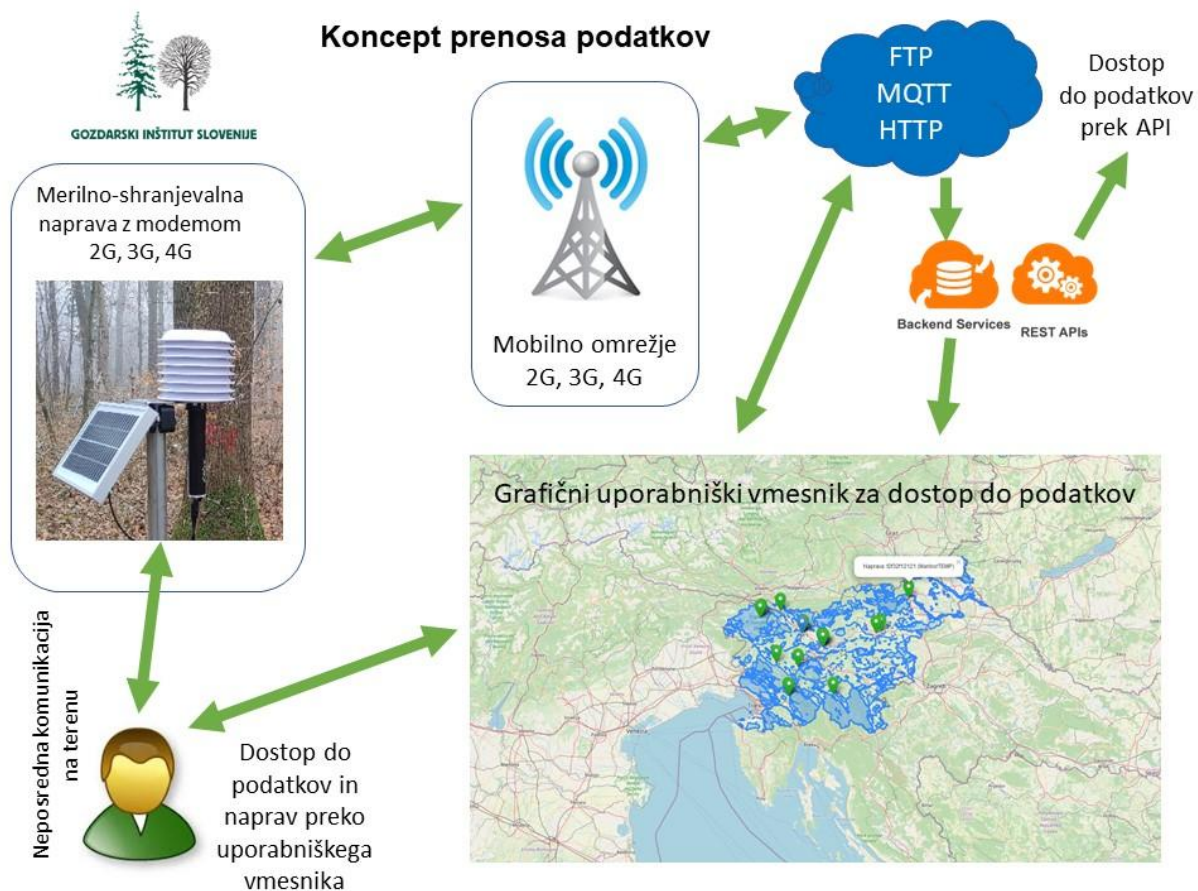 Koncept prenosa podatkov
GOZDARSKI INŠTITUT SLOVENIJE
Merilno-shranjevalna
naprava z modemom
2G, 3G, 4G
Mobilno omrežje
2G, 3G, 4G
FTP
MQTT
HTTP
Dostop
do podatkov
prek API
Backend Services
REST APIs
Grafični uporabniški vmesnik za dostop do podatkov
Neposredna komunikacija
na terenu
Dostop do
podatkov in
naprav preko
uporabniškega
vmesnika